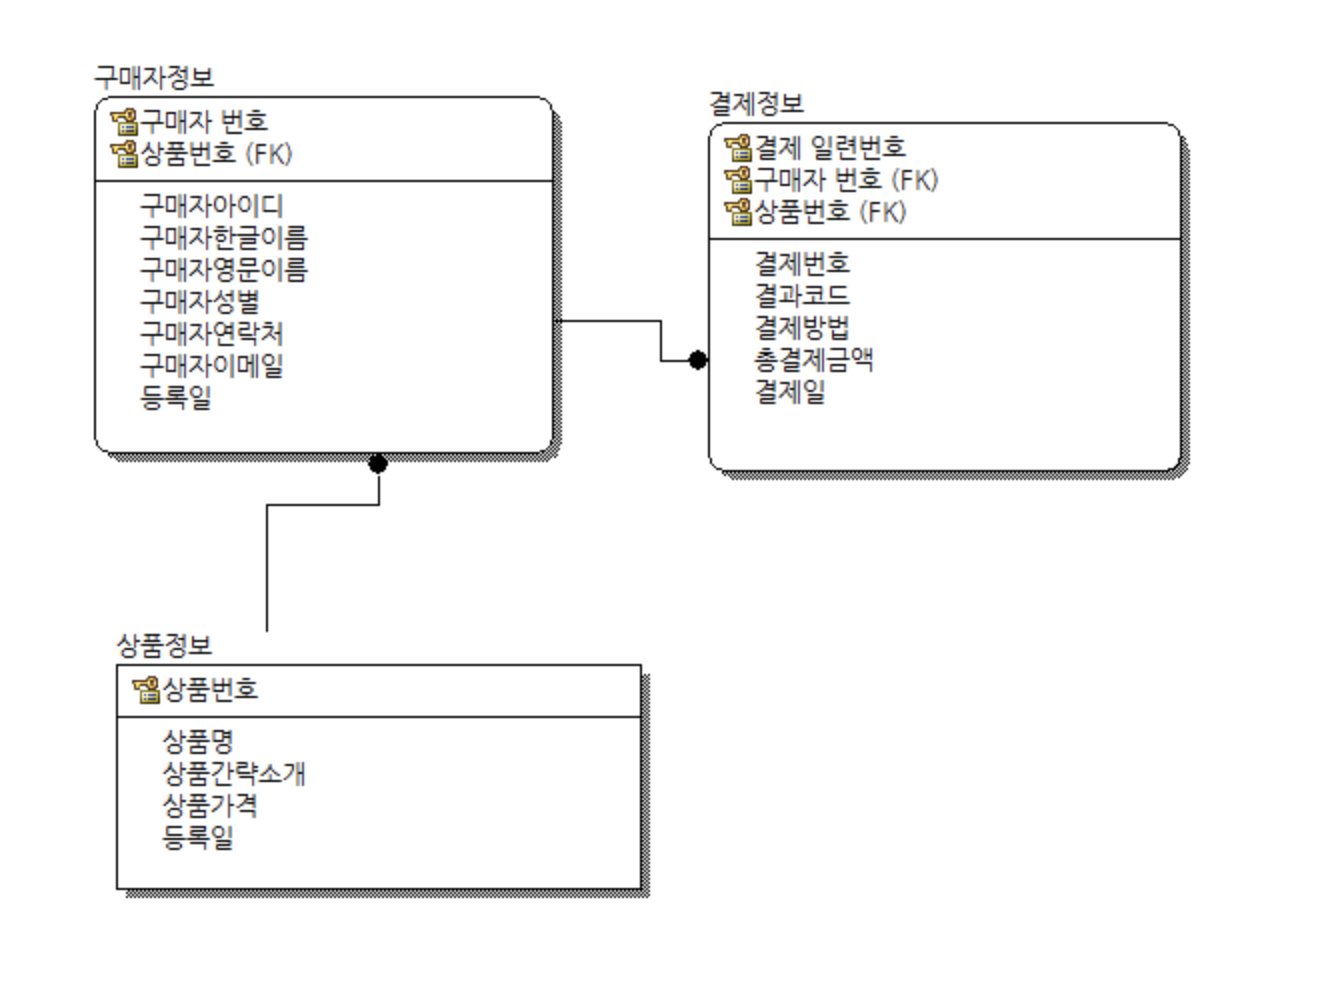 구매자정보
구매자 번호
상품번호 (FK)
구매자아이디
구매자한글이름
구매자영문이름
구매자성별
구매자연락처
구매자이메일
등록일
결제정보
결제 일련번호
구매자 번호 (FK)
상품번호 (FK)
결제번호
결과코드
결제방법
총결제금액
결제일
상품정보
상품번호
상품명
상품간략소개
상품가격
등록일